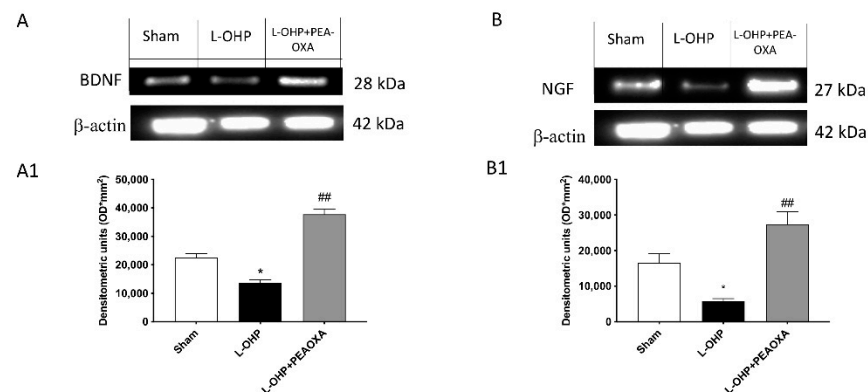 A
Sham L-OHP L-OHP+PEA-
OXA
BDNF 28 kDa
β-actin 42 kDa
B
Sham L-OHP L-OHP+PEA-
OXA
NGF 27 kDa
β-actin 42 kDa
A1
Densitometric units (OD*mm²)
50,000
40,000
30,000
20,000
10,000
0
*
##
Sham
L-OHP
L-OHP+PEAOXA
B1
Densitometric units (OD*mm²)
40,000
30,000
20,000
10,000
0
*
##
Sham
L-OHP
L-OHP+PEAOXA